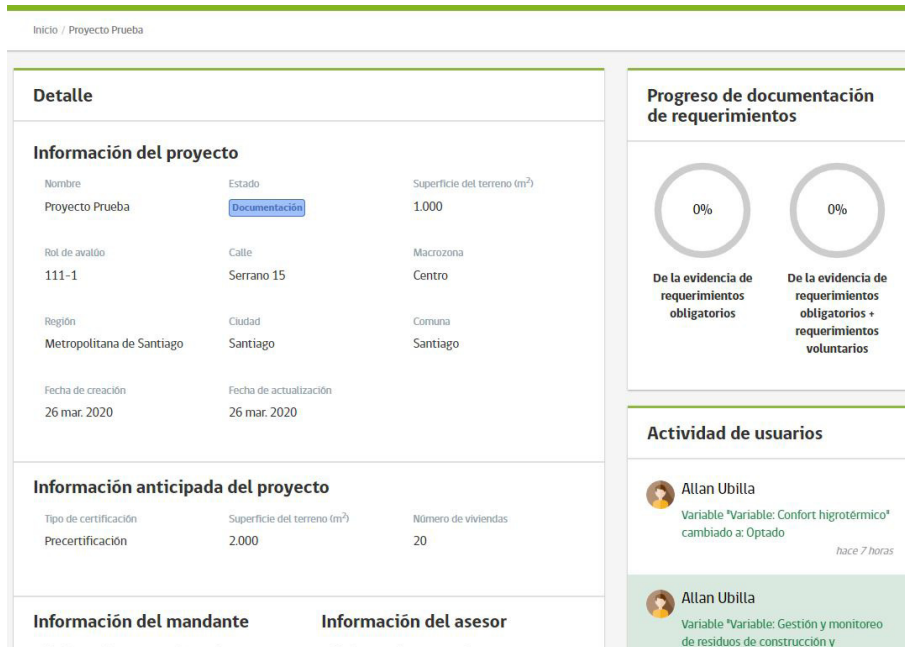 Inicio / Proyecto Prueba
Detalle
Información del proyecto
Nombre
Estado
Superficie del terreno (m²)
Proyecto Prueba
Documentación
1.000
Rol de avalúo
Calle
Macrozona
111-1
Serrano 15
Centro
Región
Ciudad
Comuna
Metropolitana de Santiago
Santiago
Santiago
Fecha de creación
Fecha de actualización
26 mar. 2020
26 mar. 2020
Información anticipada del proyecto
Tipo de certificación
Superficie del terreno (m²)
Número de viviendas
Precertificación
2.000
20
Información del mandante
Información del asesor
Progreso de documentación
de requerimientos
0%
0%
De la evidencia de
requerimientos
obligatorios
De la evidencia de
requerimientos
obligatorios +
requerimientos
voluntarios
Actividad de usuarios
Allan Ubilla
Variable "Variable: Confort higrotérmico"
cambiado a: Optado
hace 7 horas
Allan Ubilla
Variable "Variable: Gestión y monitoreo
de residuos de construcción y